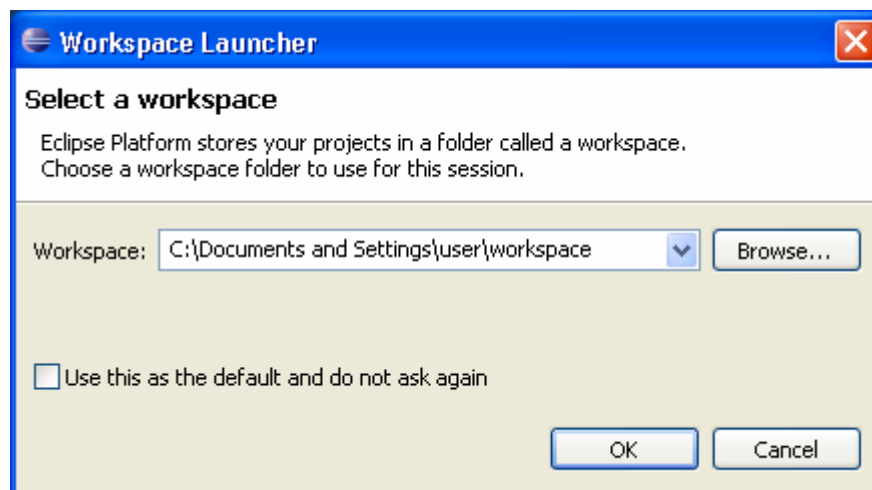 Workspace Launcher
Select a workspace
Eclipse Platform stores your projects in a folder called a workspace.
Choose a workspace folder to use for this session.
Workspace: C:\Documents and Settings\user\workspace Browse...
Use this as the default and do not ask again
OK Cancel